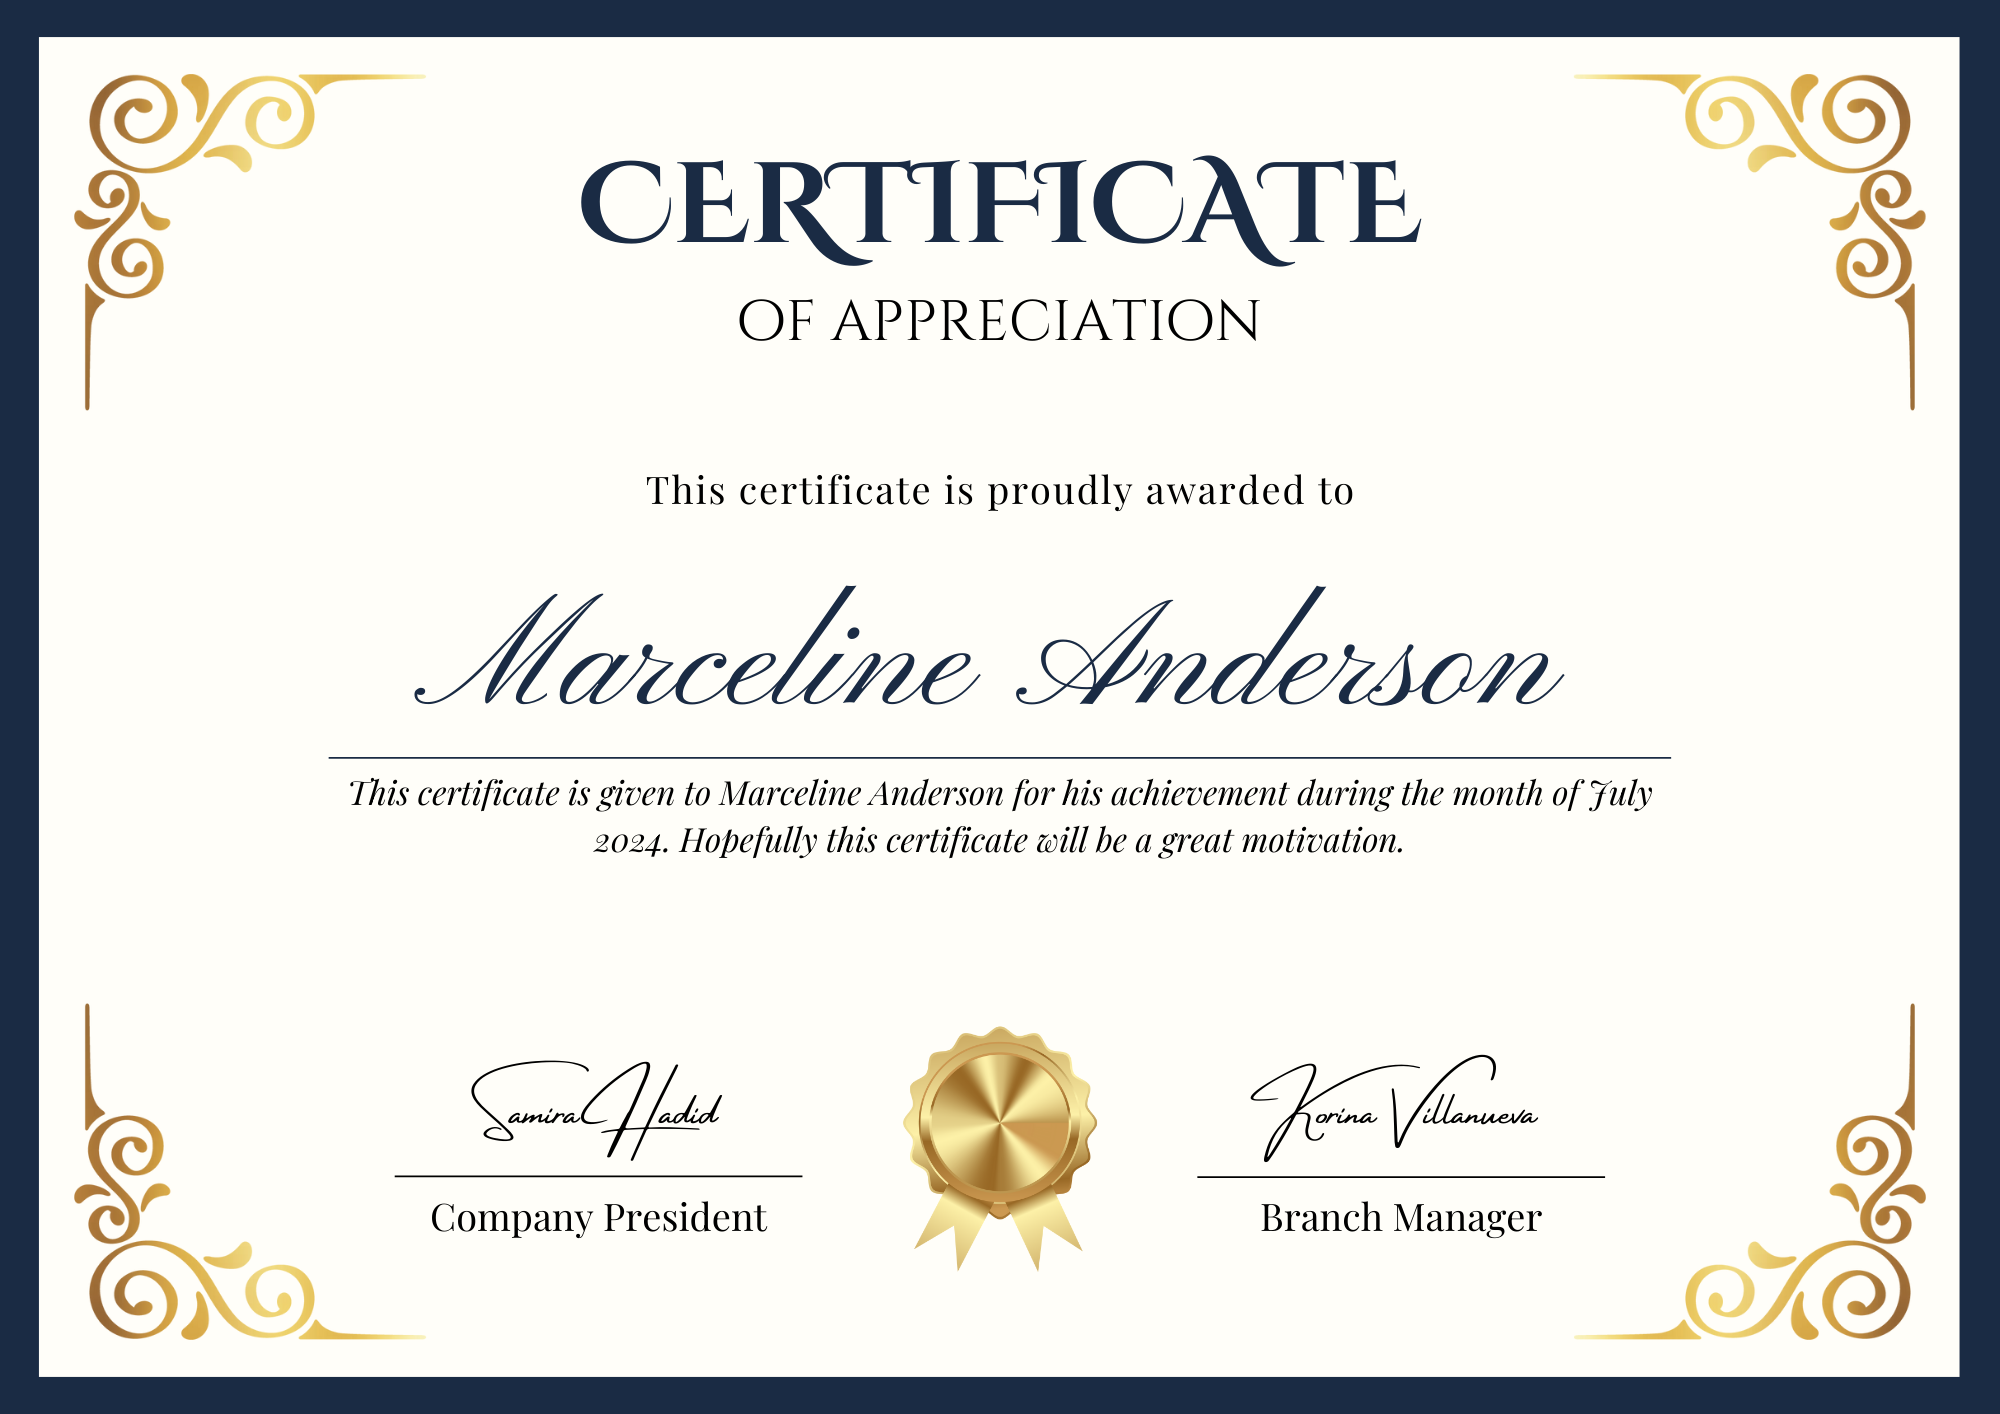 CERTIFICATE
OF APPRECIATION
This certificate is proudly awarded to
Marceline Anderson
This certificate is given to Marceline Anderson for his achievement during the month of July
2024. Hopefully this certificate will be a great motivation.
Samira Hadid
Korina Villanueva
Company President
Branch Manager